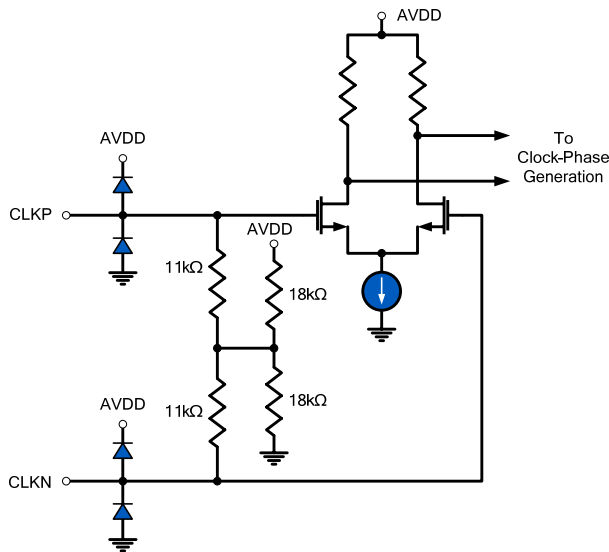 AVDD
To
Clock-Phase
Generation
AVDD
CLKP
AVDD
11kΩ
18kΩ
11kΩ
18kΩ
AVDD
CLKN